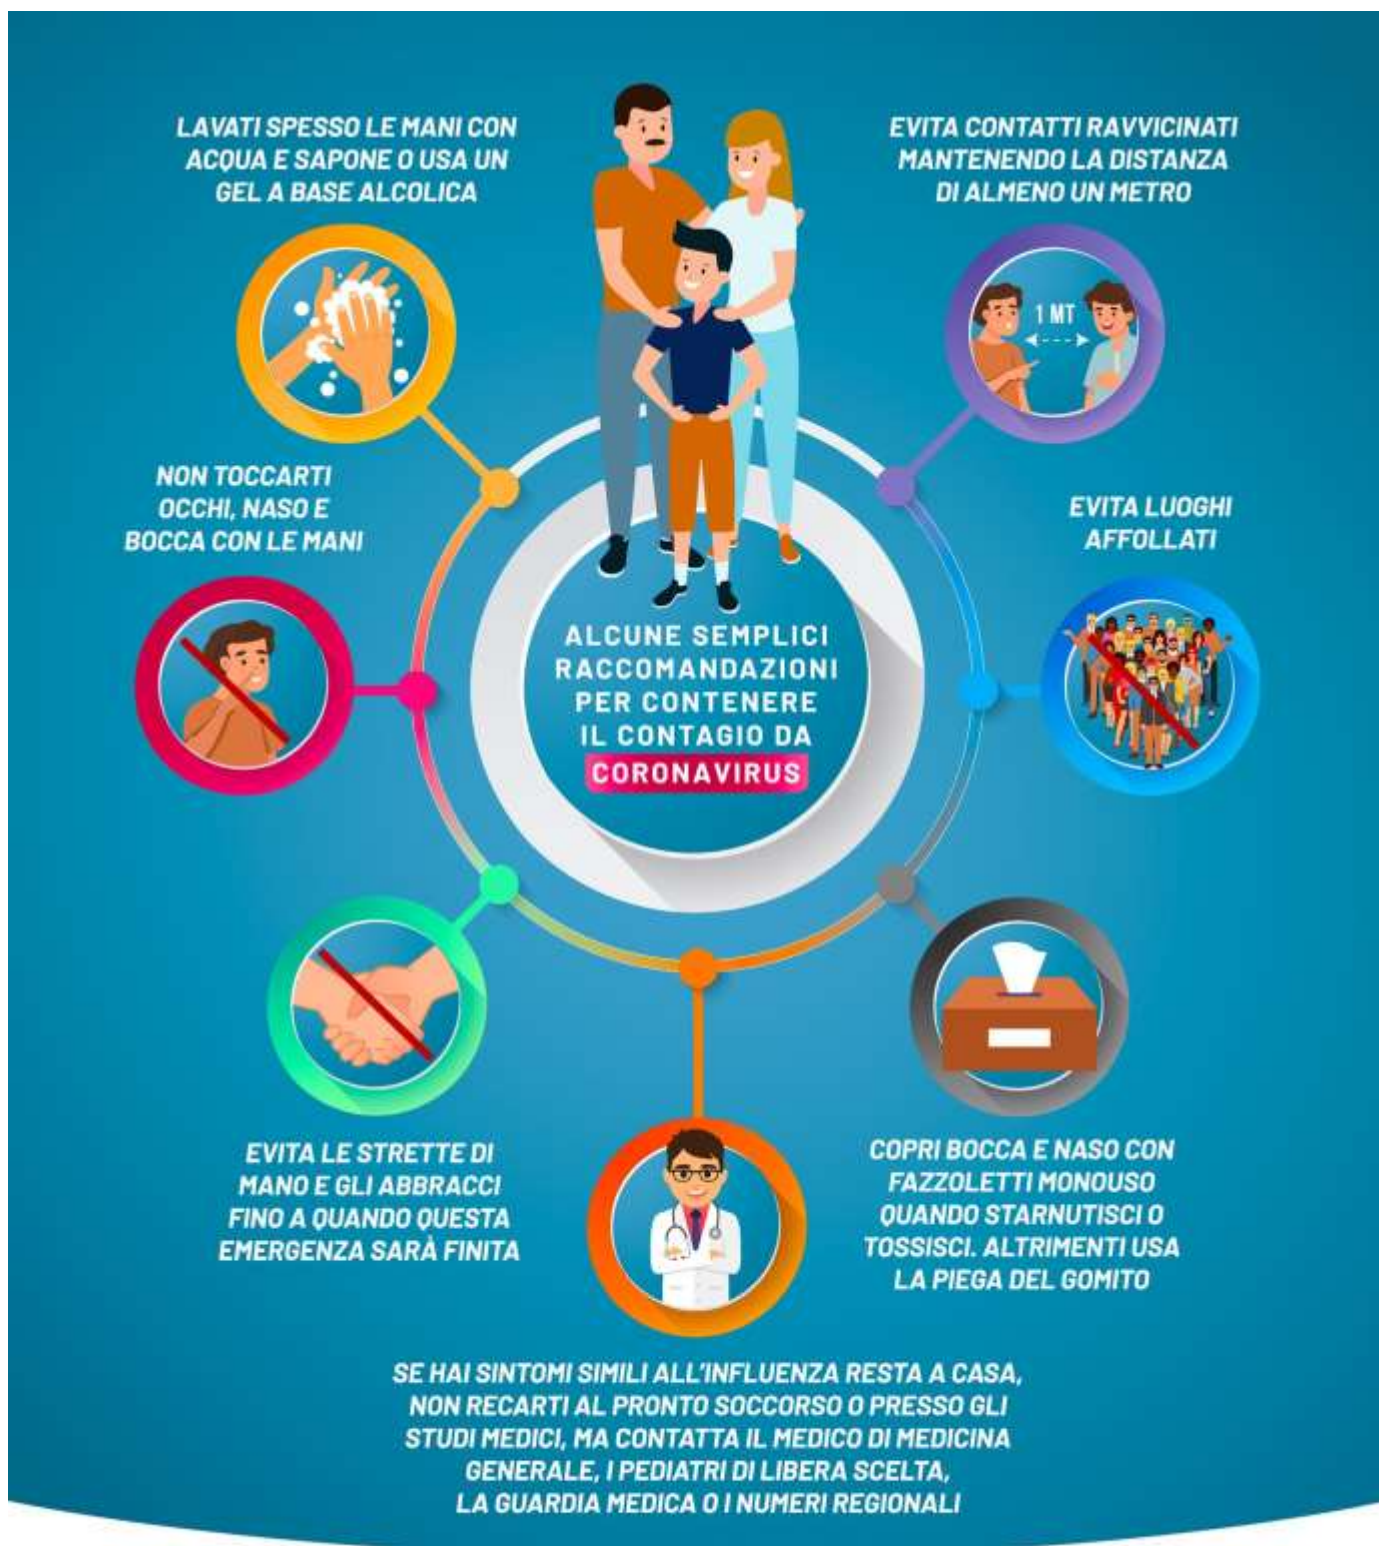 LAVATI SPESSO LE MANI CON
ACQUA E SAPONE O USA UN
GEL A BASE ALCOLICA
EVITA CONTATTI RAVVICINATI
MANTENENDO LA DISTANZA
DI ALMENO UN METRO
1 MT
NON TOCCARTI
OCCHI, NASO E
BOCCA CON LE MANI
EVITA LUOGHI
AFFOLLATI
ALCUNE SEMPLICI
RACCOMANDAZIONI
PER CONTENERE
IL CONTAGIO DA
CORONAVIRUS
EVITA LE STRETTE DI
MANO E GLI ABBRACCI
FINO A QUANDO QUESTA
EMERGENZA SARÀ FINITA
COPRI BOCCA E NASO CON
FAZZOLETTI MONOUSO
QUANDO STARNUTISCI O
TOSSISCI. ALTRIMENTI USA
LA PIEGA DEL GOMITO
SE HAI SINTOMI SIMILI ALL'INFLUENZA RESTA A CASA,
NON RECARTI AL PRONTO SOCCORSO O PRESSO GLI
STUDI MEDICI, MA CONTATTA IL MEDICO DI MEDICINA
GENERALE, I PEDIATRI DI LIBERA SCELTA,
LA GUARDIA MEDICA O I NUMERI REGIONALI